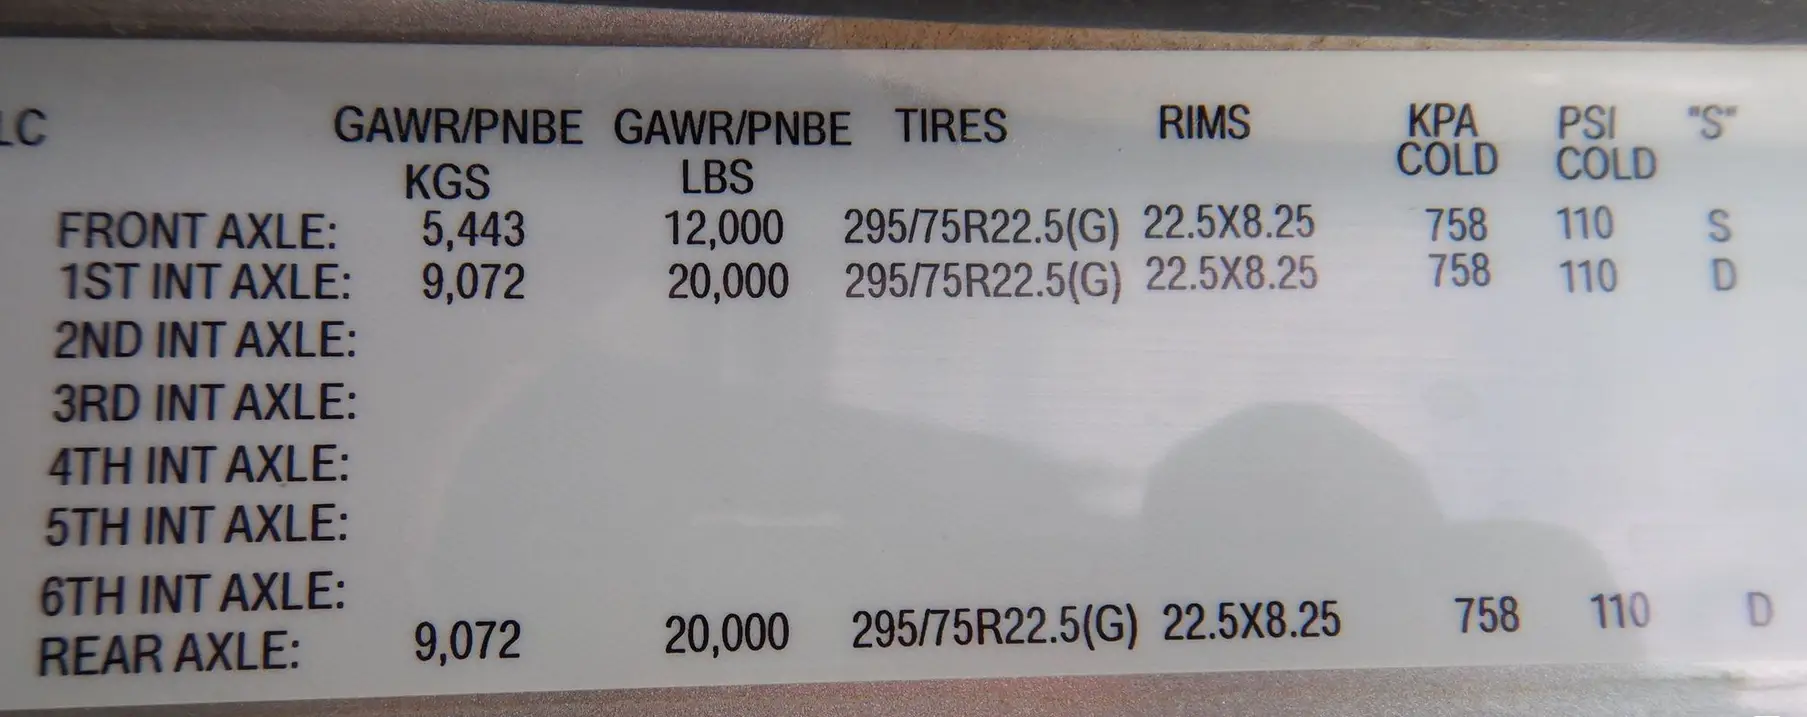 LC GAWR/PNBE GAWR/PNBE TIRES RIMS KPA PSI "S"
KGS LBS COLD COLD
FRONT AXLE: 5,443 12,000 295/75R22.5(G) 22.5X8.25 758 110 S
1ST INT AXLE: 9,072 20,000 295/75R22.5(G) 22.5X8.25 758 110 D
2ND INT AXLE:
3RD INT AXLE:
4TH INT AXLE:
5TH INT AXLE:
6TH INT AXLE:
REAR AXLE: 9,072 20,000 295/75R22.5(G) 22.5X8.25 758 110 D